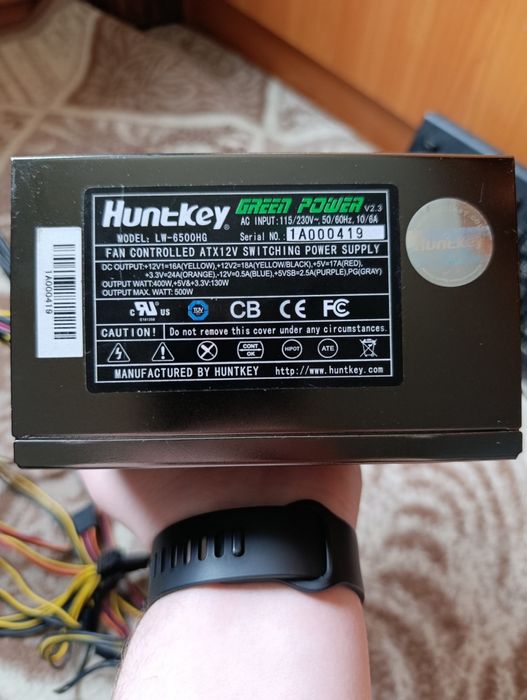 Huntkey GREEN POWER V2.3
AC INPUT:115/230V~.50/60Hz.10/6A
MODEL: LW-6500HG Serial NO.: 1A000419
FAN CONTROLLED ATX12V SWITCHING POWER SUPPLY
DC OUTPUT:+12V1=16A(YELLOW),+12V2=18A(YELLOW/BLACK),+5V=17A(RED),
+3.3V=24A(ORANGE),-12V=0.5A(BLUE),+5VSB=2.5A(PURPLE),PG(GRAY)
OUTPUT WATT:400W,+5V&+3.3V:130W
OUTPUT MAX. WATT: 500W
c RU US TUV CB CE FC
CAUTION! Do not remove this cover under any circumstances.
CONT OK HIPOT ATE
MANUFACTURED BY HUNTKEY http://www.huntkey.com
1A000419
Huntkey